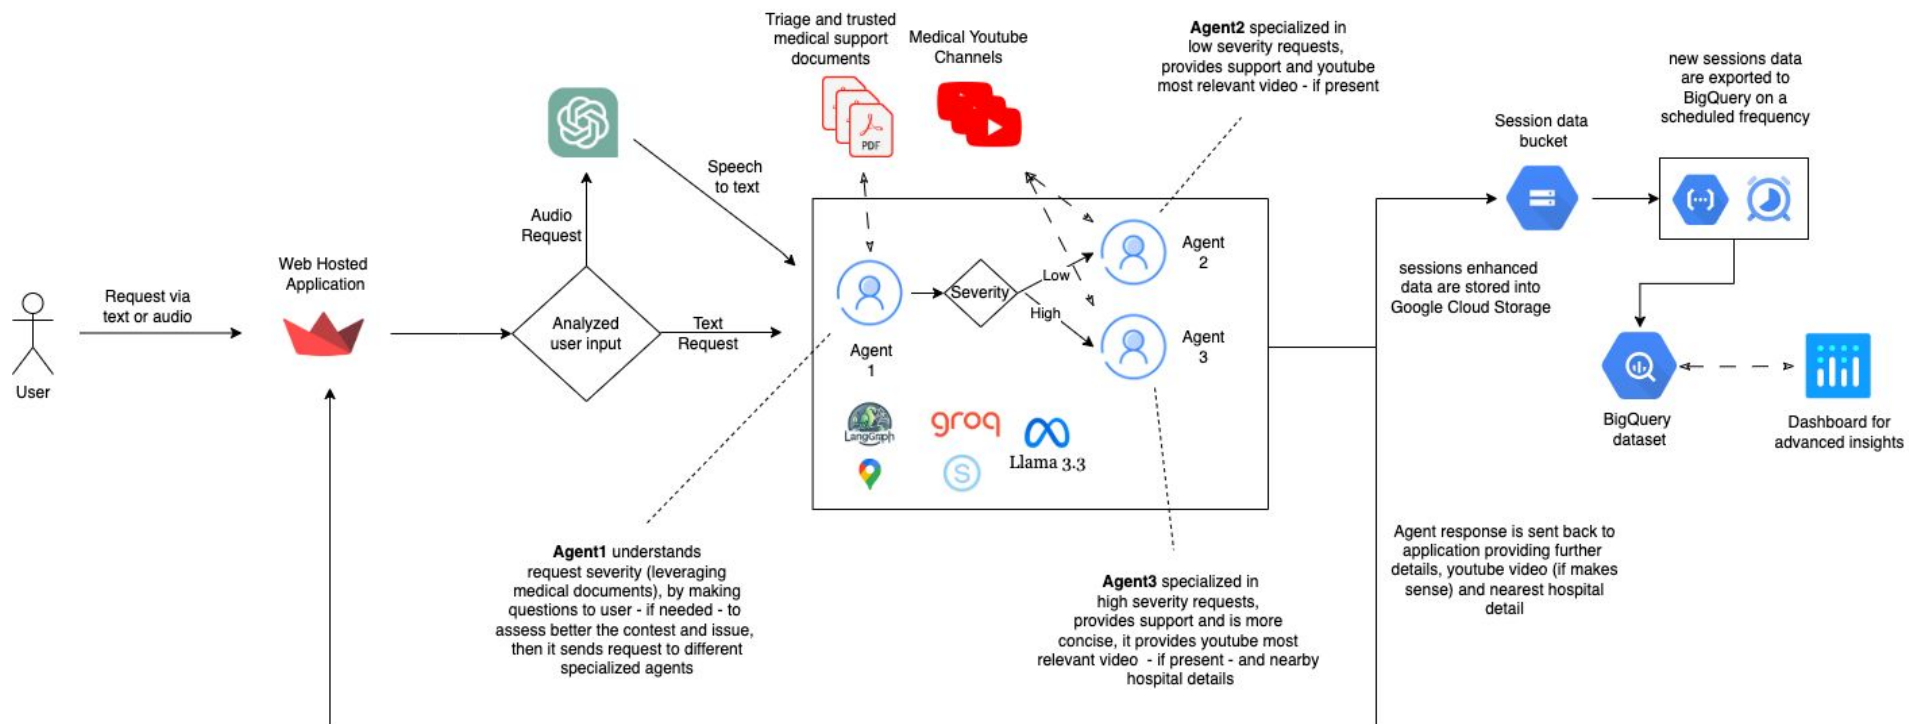 User
Request via
text or audio
Web Hosted
Application
Analyzed
user input
Audio
Request
Text
Request
Speech
to text
Triage and trusted
medical support
documents
PDF
Medical Youtube
Channels
Agent2 specialized in
low severity requests,
provides support and youtube
most relevant video - if present
Agent
1
Severity
Low
High
Agent
2
Agent
3
LangGraph
groq
S
Llama 3.3
Agent1 understands
request severity (leveraging
medical documents), by making
questions to user - if needed - to
assess better the contest and issue,
then it sends request to different
specialized agents
Agent3 specialized in
high severity requests,
provides support and is more
concise, it provides youtube most
relevant video - if present - and nearby
hospital details
Session data
bucket
new sessions data
are exported to
BigQuery on a
scheduled frequency
sessions enhanced
data are stored into
Google Cloud Storage
BigQuery
dataset
Dashboard for
advanced insights
Agent response is sent back to
application providing further
details, youtube video (if makes
sense) and nearest hospital
detail